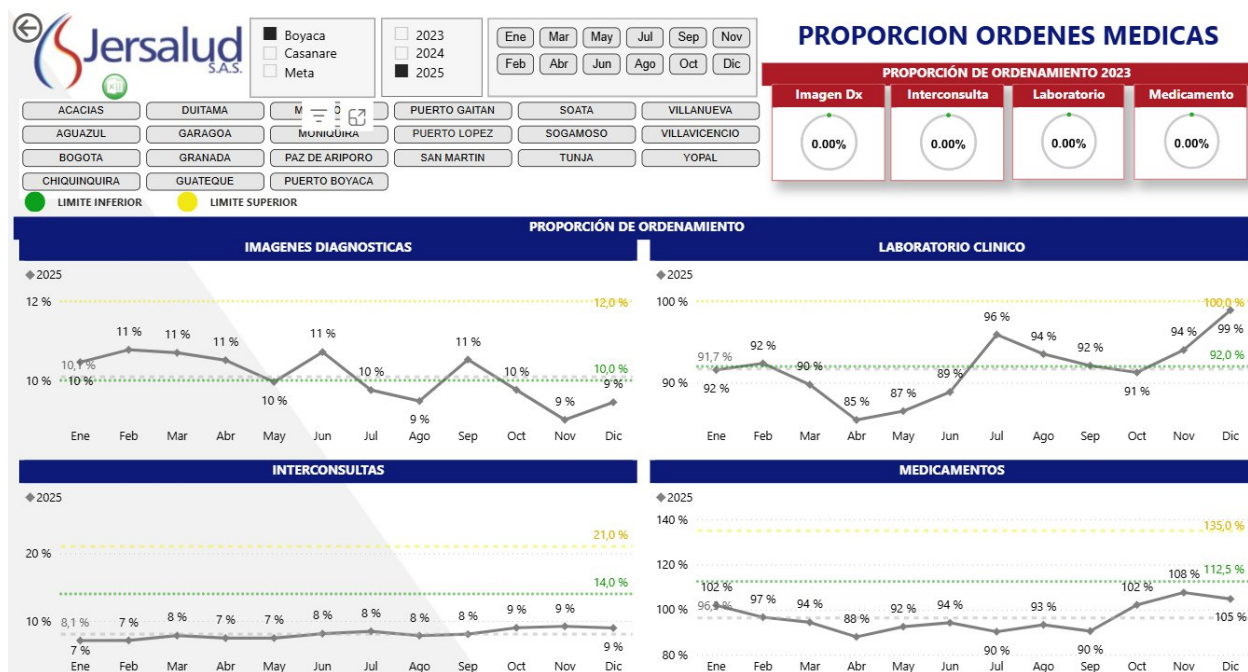 Jersalud
S.A.S.
Boyaca
Casanare
Meta
2023
2024
2025
Ene Mar May Jul Sep Nov
Feb Abr Jun Ago Oct Dic
PROPORCION ORDENES MEDICAS
PROPORCIÓN DE ORDENAMIENTO 2023
Imagen Dx Interconsulta Laboratorio Medicamento
0.00% 0.00% 0.00% 0.00%
ACACIAS DUITAMA PUERTO GAITAN SOATA VILLANUEVA
AGUAZUL GARAGOA MONIQUIRA PUERTO LOPEZ SOGAMOSO VILLAVICENCIO
BOGOTA GRANADA PAZ DE ARIPORO SAN MARTIN TUNJA YOPAL
CHIQUINQUIRA GUATEQUE PUERTO BOYACA
LIMITE INFERIOR LIMITE SUPERIOR
PROPORCIÓN DE ORDENAMIENTO
IMAGENES DIAGNOSTICAS
2025
12 %
12,0 %
11 % 11 % 11 % 11 % 11 %
10,1 %
10 %
10 %
10 %
10 %
9 %
10 %
10,0 %
9 %
9 %
Ene Feb Mar Abr May Jun Jul Ago Sep Oct Nov Dic
LABORATORIO CLINICO
2025
100 %
100,0 %
96 %
94 %
92 %
94 %
99 %
91,7 %
92 %
92 %
90 %
92,0 %
90 %
85 %
87 %
89 %
91 %
Ene Feb Mar Abr May Jun Jul Ago Sep Oct Nov Dic
INTERCONSULTAS
2025
21,0 %
20 %
14,0 %
10 %
8,1 %
7 %
7 % 8 % 7 % 7 % 8 % 8 % 8 % 8 % 9 % 9 %
9 %
Ene Feb Mar Abr May Jun Jul Ago Sep Oct Nov Dic
MEDICAMENTOS
2025
140 %
135,0 %
120 %
112,5 %
102 %
97 % 94 % 88 % 92 % 94 %
93 %
102 % 108 %
100 %
105 %
90 %
90 %
80 %
Ene Feb Mar Abr May Jun Jul Ago Sep Oct Nov Dic